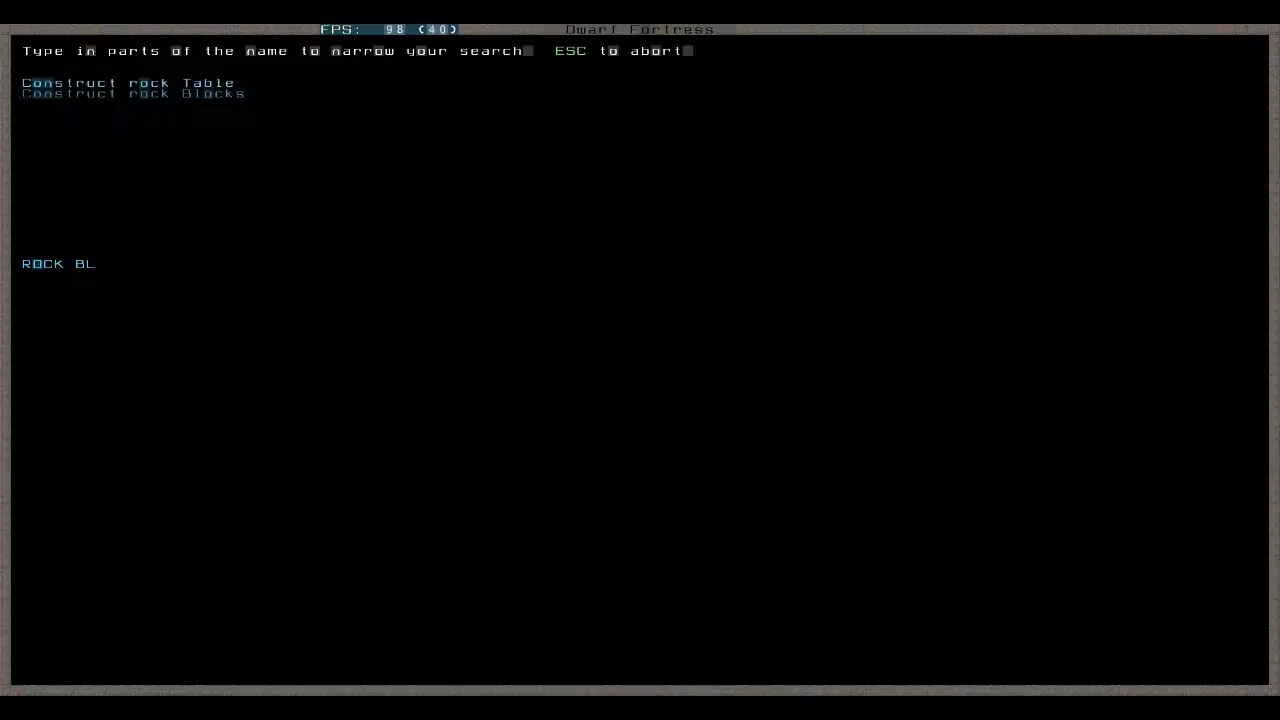 FPS: 98 (40) Dwarf Fortress
Type in parts of the name to narrow your search. ESC to abort.
Construct rock Table
Construct rock Blocks
ROCK BL